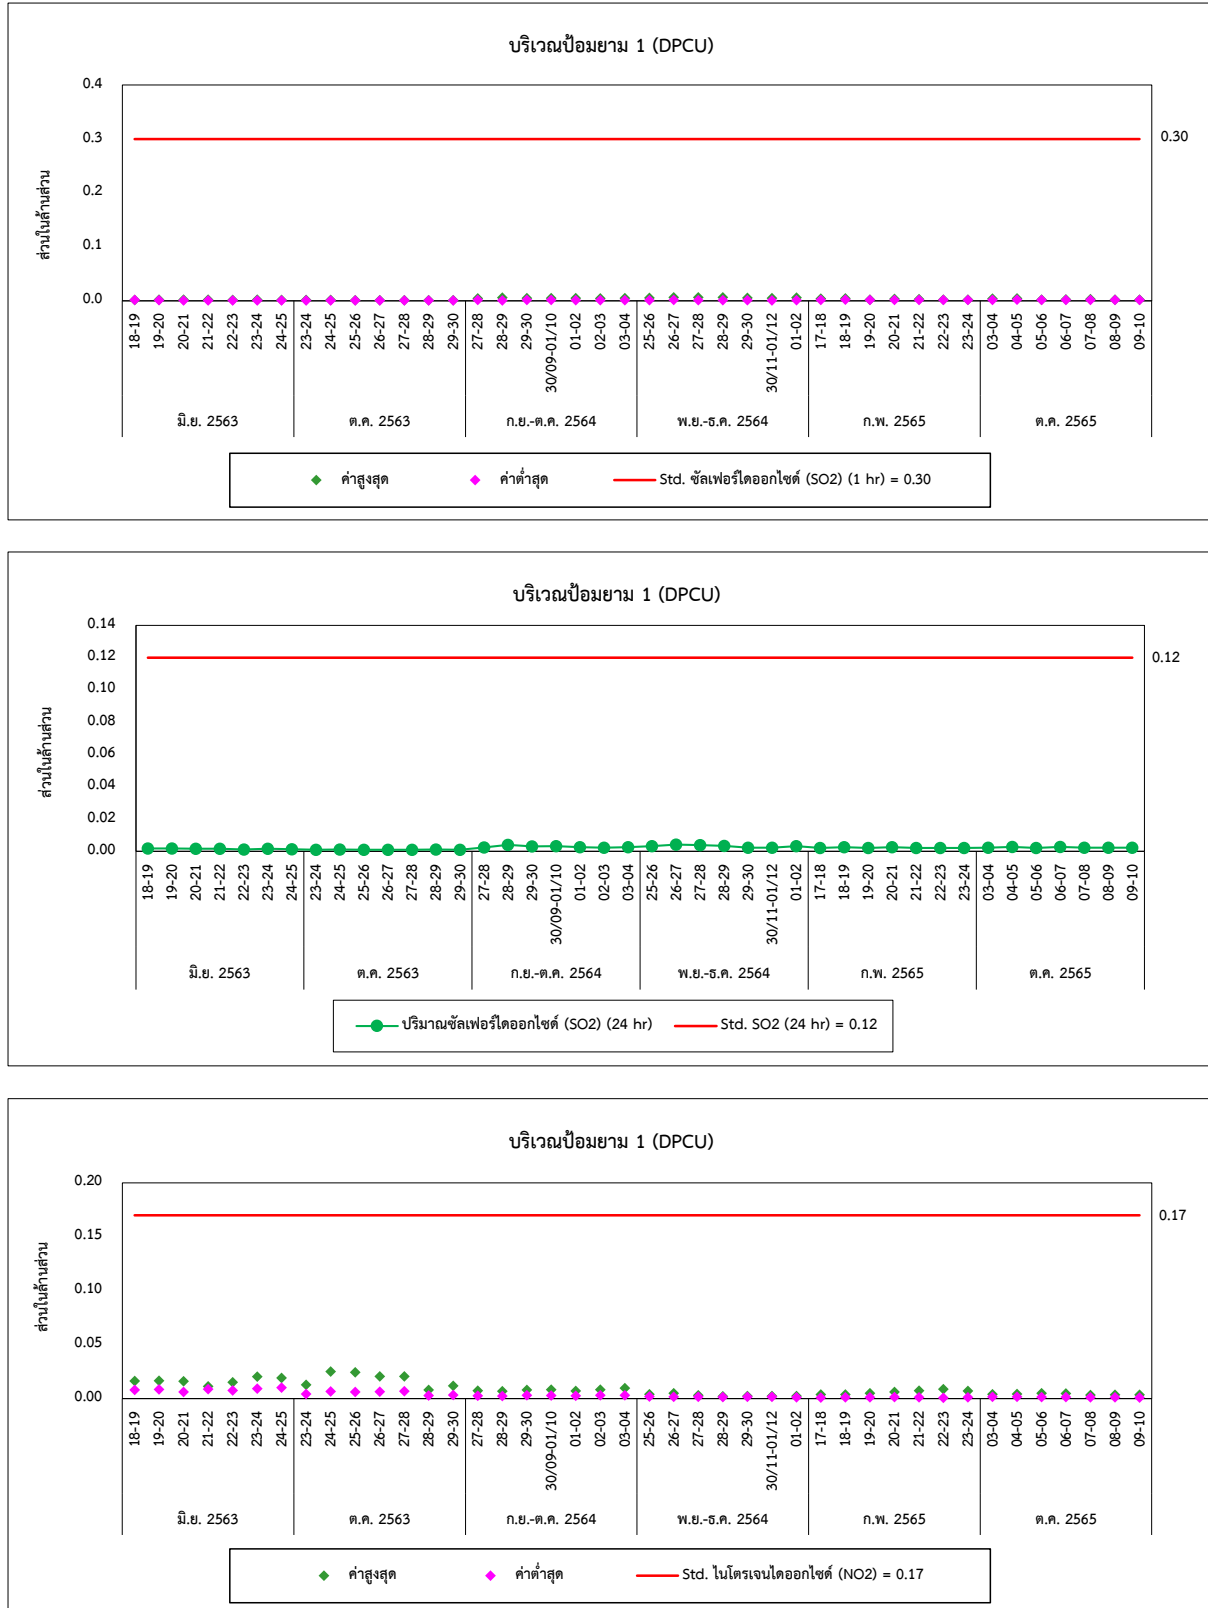 บริเวณป้อมยาม 1 (DPCU)
ส่วนในล้านส่วน
0.4
0.3
0.2
0.1
0.0
0.30
18-19 19-20 20-21 21-22 22-23 23-24 24-25 23-24 24-25 25-26 26-27 27-28 28-29 29-30 27-28 28-29 29-30 30/09-01/10 01-02 02-03 03-04 25-26 26-27 27-28 28-29 29-30 30/11-01/12 01-02 17-18 18-19 19-20 20-21 21-22 22-23 23-24 03-04 04-05 05-06 06-07 07-08 08-09 09-10
มิ.ย. 2563 ต.ค. 2563 ก.ย.-ต.ค. 2564 พ.ย.-ธ.ค. 2564 ก.พ. 2565 ต.ค. 2565
ค่าสูงสุด ค่าต่ำสุด Std. ซัลเฟอร์ไดออกไซด์ (SO2) (1 hr) = 0.30
บริเวณป้อมยาม 1 (DPCU)
ส่วนในล้านส่วน
0.14
0.12
0.10
0.08
0.06
0.04
0.02
0.00
0.12
18-19 19-20 20-21 21-22 22-23 23-24 24-25 23-24 24-25 25-26 26-27 27-28 28-29 29-30 27-28 28-29 29-30 30/09-01/10 01-02 02-03 03-04 25-26 26-27 27-28 28-29 29-30 30/11-01/12 01-02 17-18 18-19 19-20 20-21 21-22 22-23 23-24 03-04 04-05 05-06 06-07 07-08 08-09 09-10
มิ.ย. 2563 ต.ค. 2563 ก.ย.-ต.ค. 2564 พ.ย.-ธ.ค. 2564 ก.พ. 2565 ต.ค. 2565
ปริมาณซัลเฟอร์ไดออกไซด์ (SO2) (24 hr) Std. SO2 (24 hr) = 0.12
บริเวณป้อมยาม 1 (DPCU)
ส่วนในล้านส่วน
0.20
0.15
0.10
0.05
0.00
0.17
18-19 19-20 20-21 21-22 22-23 23-24 24-25 23-24 24-25 25-26 26-27 27-28 28-29 29-30 27-28 28-29 29-30 30/09-01/10 01-02 02-03 03-04 25-26 26-27 27-28 28-29 29-30 30/11-01/12 01-02 17-18 18-19 19-20 20-21 21-22 22-23 23-24 03-04 04-05 05-06 06-07 07-08 08-09 09-10
มิ.ย. 2563 ต.ค. 2563 ก.ย.-ต.ค. 2564 พ.ย.-ธ.ค. 2564 ก.พ. 2565 ต.ค. 2565
ค่าสูงสุด ค่าต่ำสุด Std. ไนโตรเจนไดออกไซด์ (NO2) = 0.17